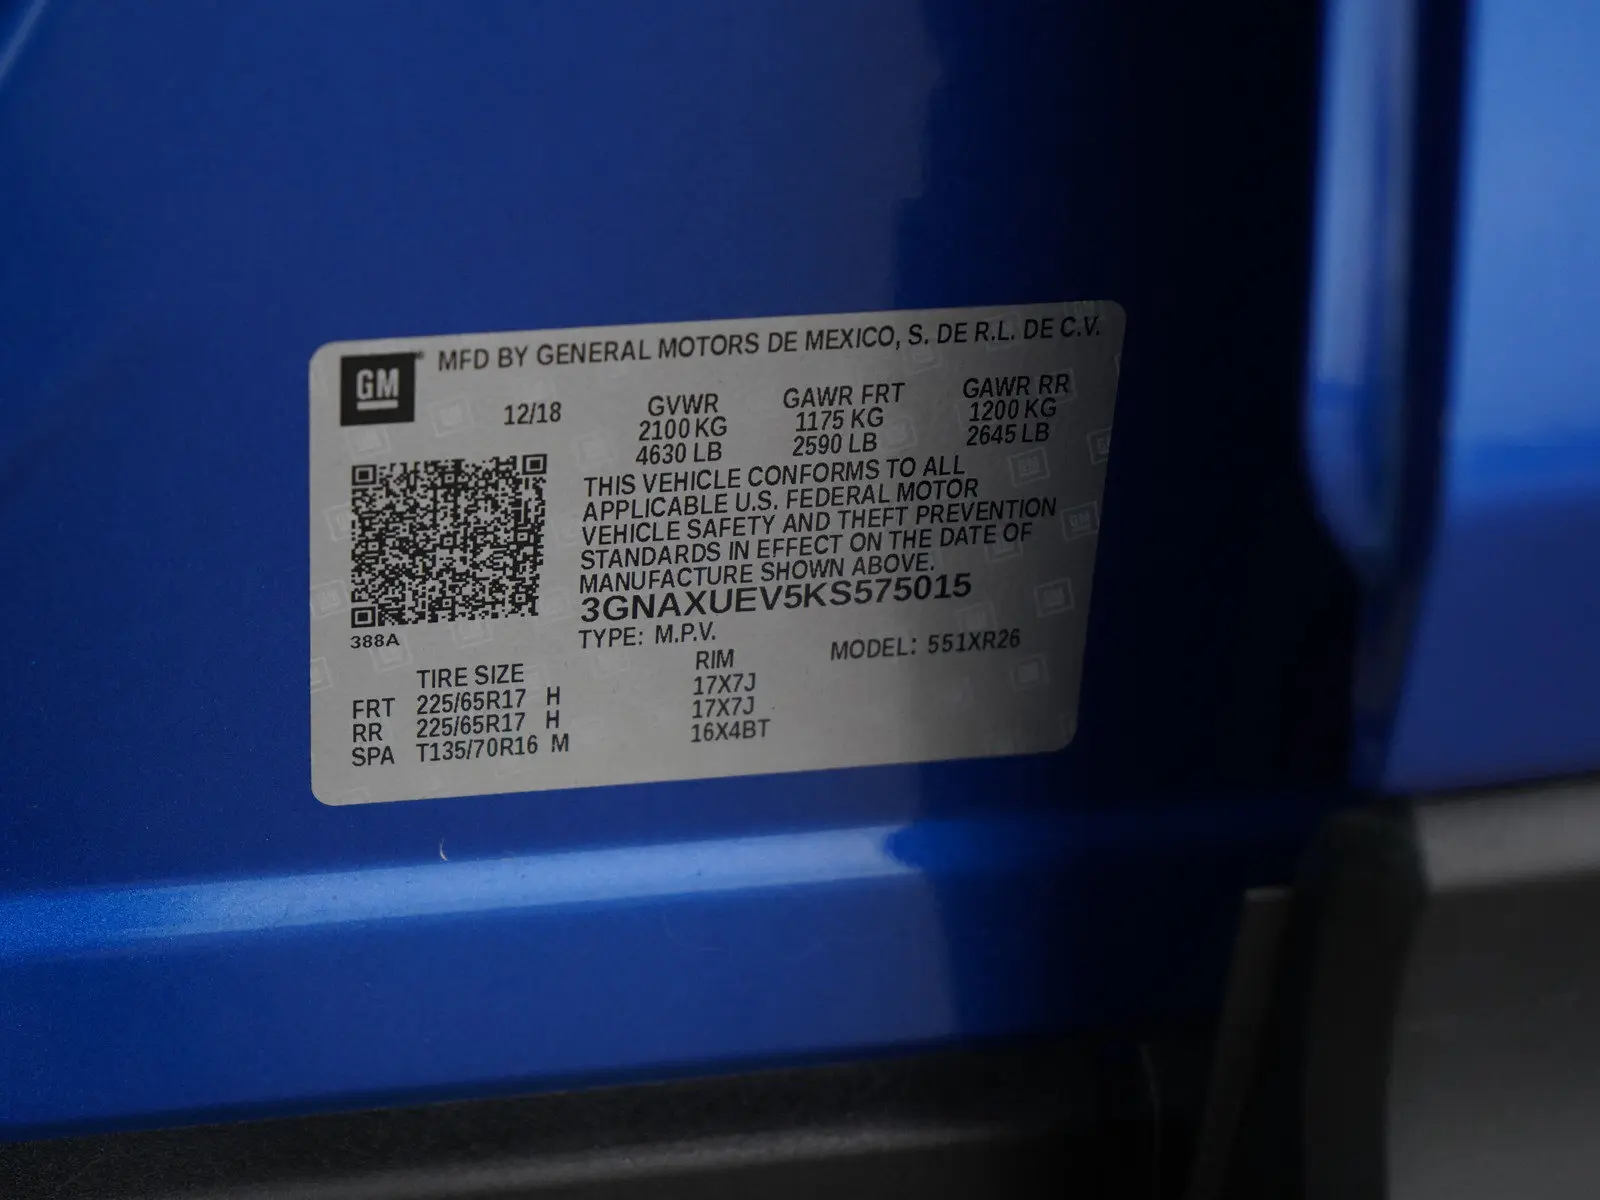 GM
MFD BY GENERAL MOTORS DE MEXICO, S. DE R.L. DE C.V.
12/18
GVWR
2100 KG
4630 LB
GAWR FRT
1175 KG
2590 LB
GAWR RR
1200 KG
2645 LB
THIS VEHICLE CONFORMS TO ALL
APPLICABLE U.S. FEDERAL MOTOR
VEHICLE SAFETY AND THEFT PREVENTION
STANDARDS IN EFFECT ON THE DATE OF
MANUFACTURE SHOWN ABOVE.
3GNAXUEV5KS575015
388A
TYPE: M.P.V.
MODEL: 551XR26
TIRE SIZE RIM
FRT 225/65R17 H 17X7J
RR 225/65R17 H 17X7J
SPA T135/70R16 M 16X4BT